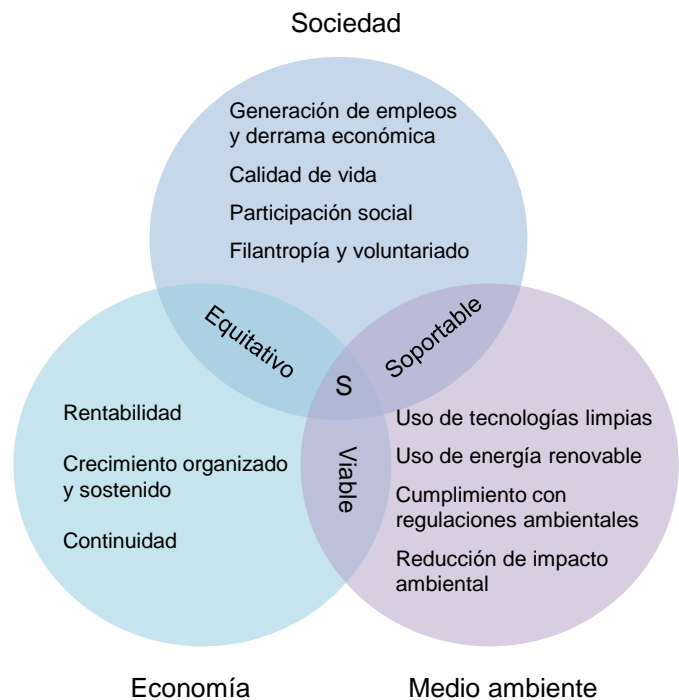 Sociedad
Generación de empleos
y derrama económica
Calidad de vida
Participación social
Filantropía y voluntariado
Equitativo
Soportable
S
Viable
Rentabilidad
Crecimiento organizado
y sostenido
Continuidad
Uso de tecnologías limpias
Uso de energía renovable
Cumplimiento con
regulaciones ambientales
Reducción de impacto
ambiental
Economía
Medio ambiente